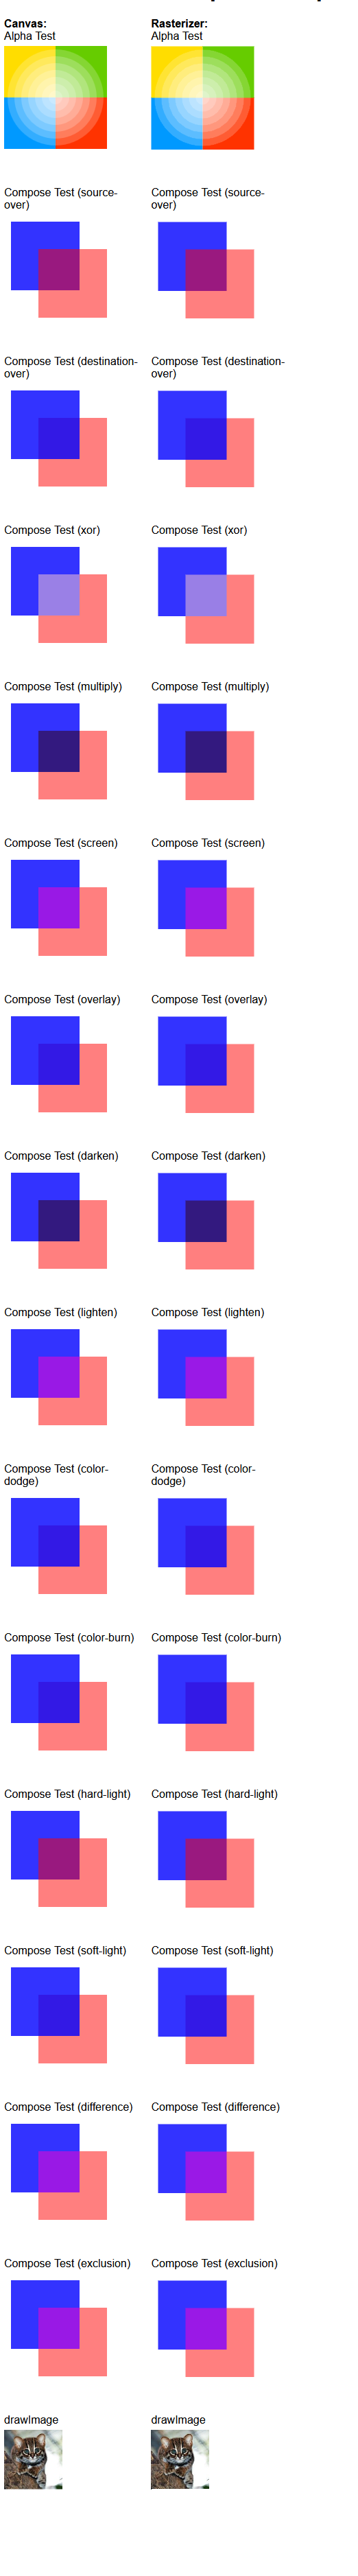 Canvas:
Rasterizer:
Alpha Test
Alpha Test
Compose Test (source-
over)
Compose Test (source-
over)
Compose Test (destination-
over)
Compose Test (destination-
over)
Compose Test (xor)
Compose Test (xor)
Compose Test (multiply)
Compose Test (multiply)
Compose Test (screen)
Compose Test (screen)
Compose Test (overlay)
Compose Test (overlay)
Compose Test (darken)
Compose Test (darken)
Compose Test (lighten)
Compose Test (lighten)
Compose Test (color-
dodge)
Compose Test (color-
dodge)
Compose Test (color-burn)
Compose Test (color-burn)
Compose Test (hard-light)
Compose Test (hard-light)
Compose Test (soft-light)
Compose Test (soft-light)
Compose Test (difference)
Compose Test (difference)
Compose Test (exclusion)
Compose Test (exclusion)
drawImage
drawImage